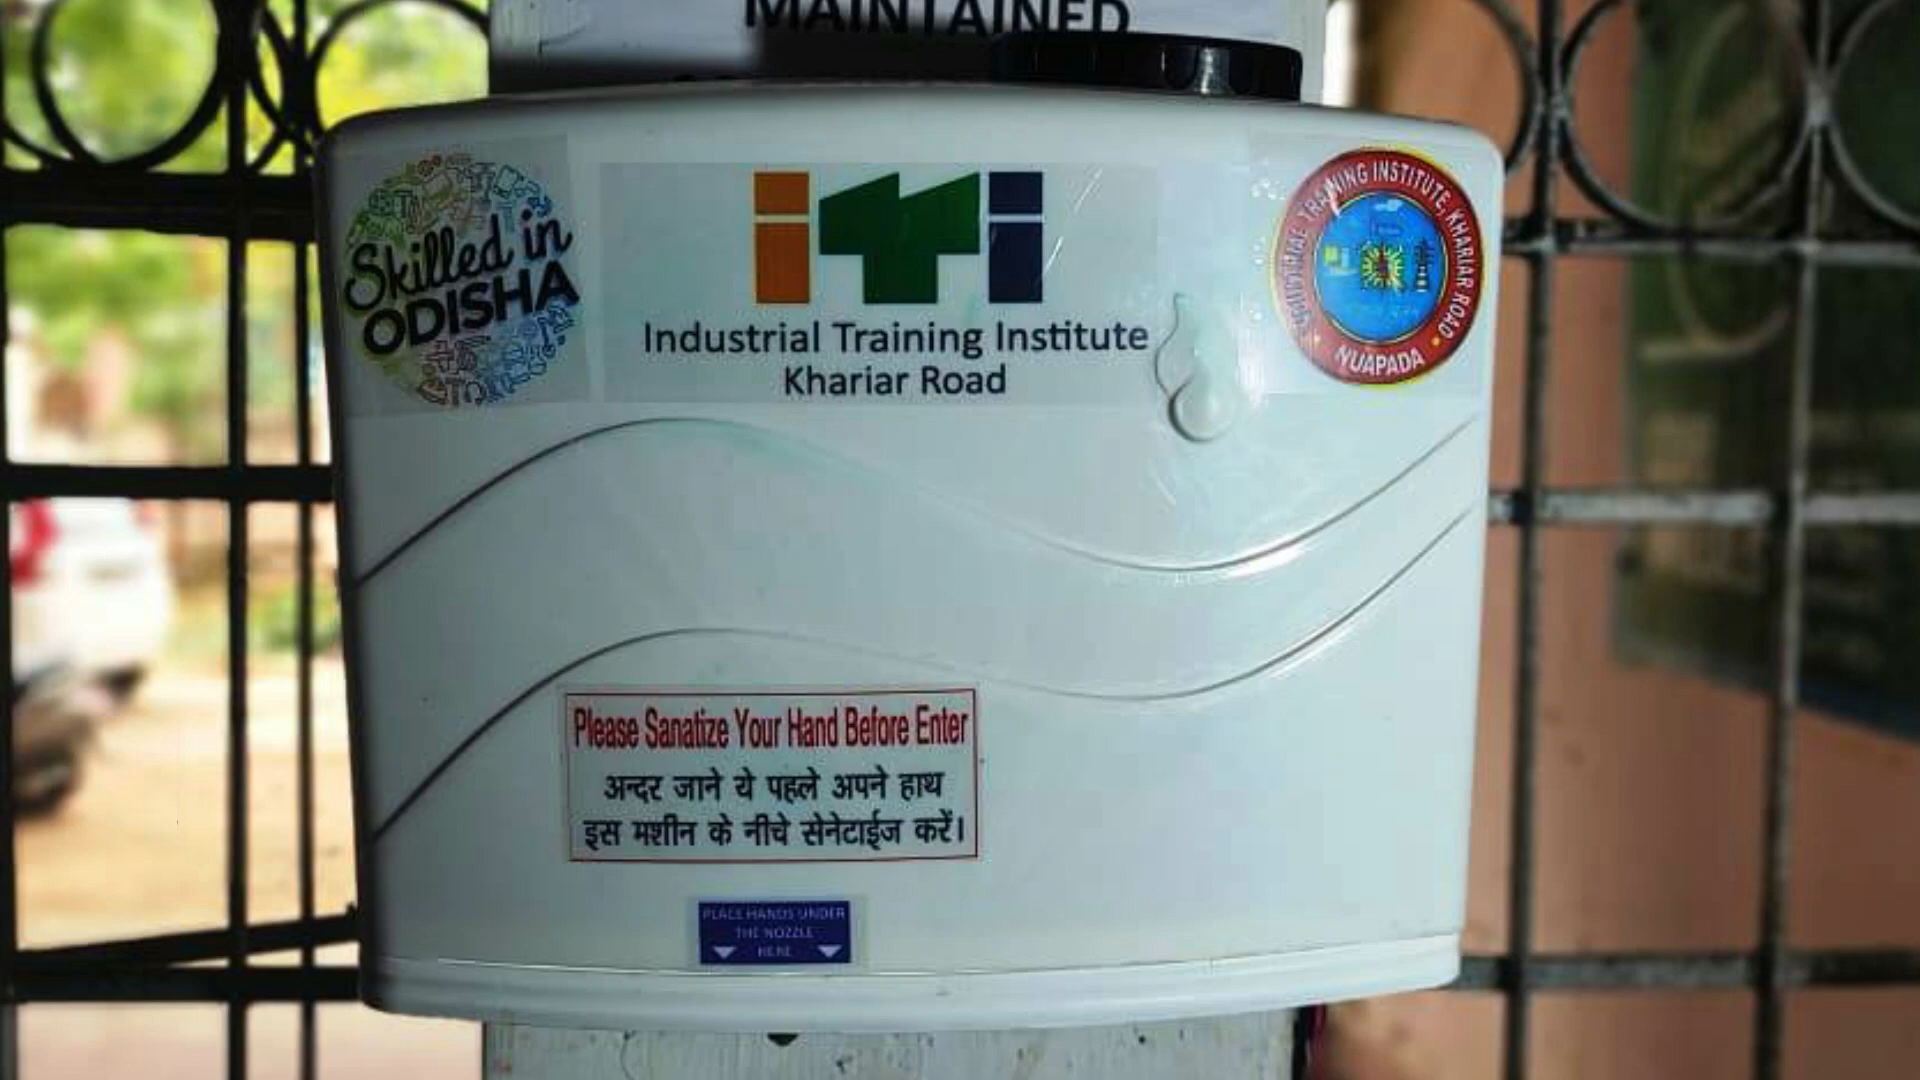 MAINTAINED
Skilled in
ODISHA
iTi
Industrial Training Institute
Khariar Road
INDUSTRIAL TRAINING INSTITUTE, KHARIAR ROAD
NUAPADA
Please Sanatize Your Hand Before Enter
अन्दर जाने ये पहले अपने हाथ
इस मशीन के नीचे सेनेटाईज करें।
PLACE HANDS UNDER
THE NOZZLE
HERE